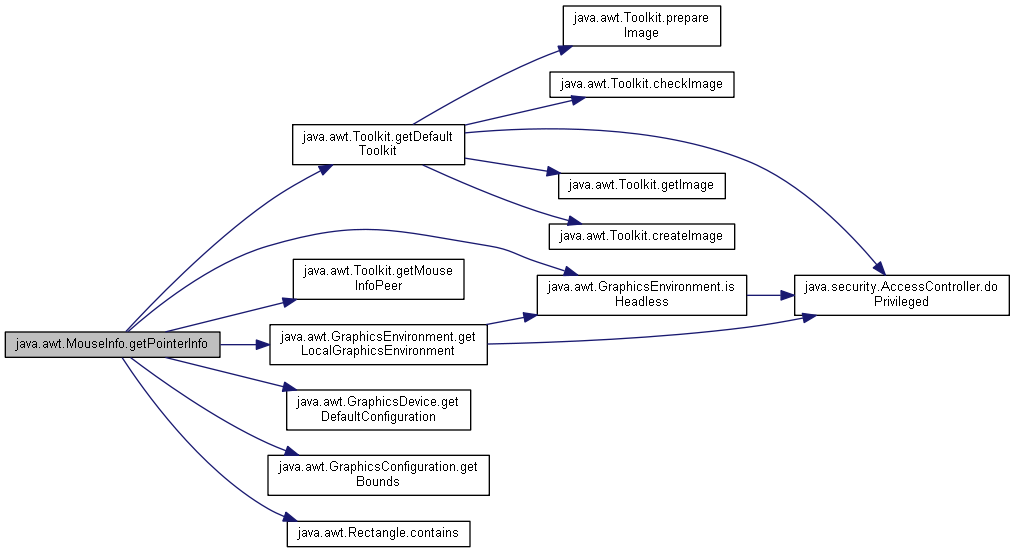 java.awt.MouseInfo.getPointerInfo
java.awt.Toolkit.getDefault
Toolkit
java.awt.Toolkit.getMouse
InfoPeer
java.awt.GraphicsEnvironment.get
LocalGraphicsEnvironment
java.awt.GraphicsDevice.get
DefaultConfiguration
java.awt.GraphicsConfiguration.get
Bounds
java.awt.Rectangle.contains
java.awt.Toolkit.prepare
Image
java.awt.Toolkit.checkImage
java.awt.Toolkit.getImage
java.awt.Toolkit.createImage
java.awt.GraphicsEnvironment.is
Headless
java.security.AccessController.do
Privileged